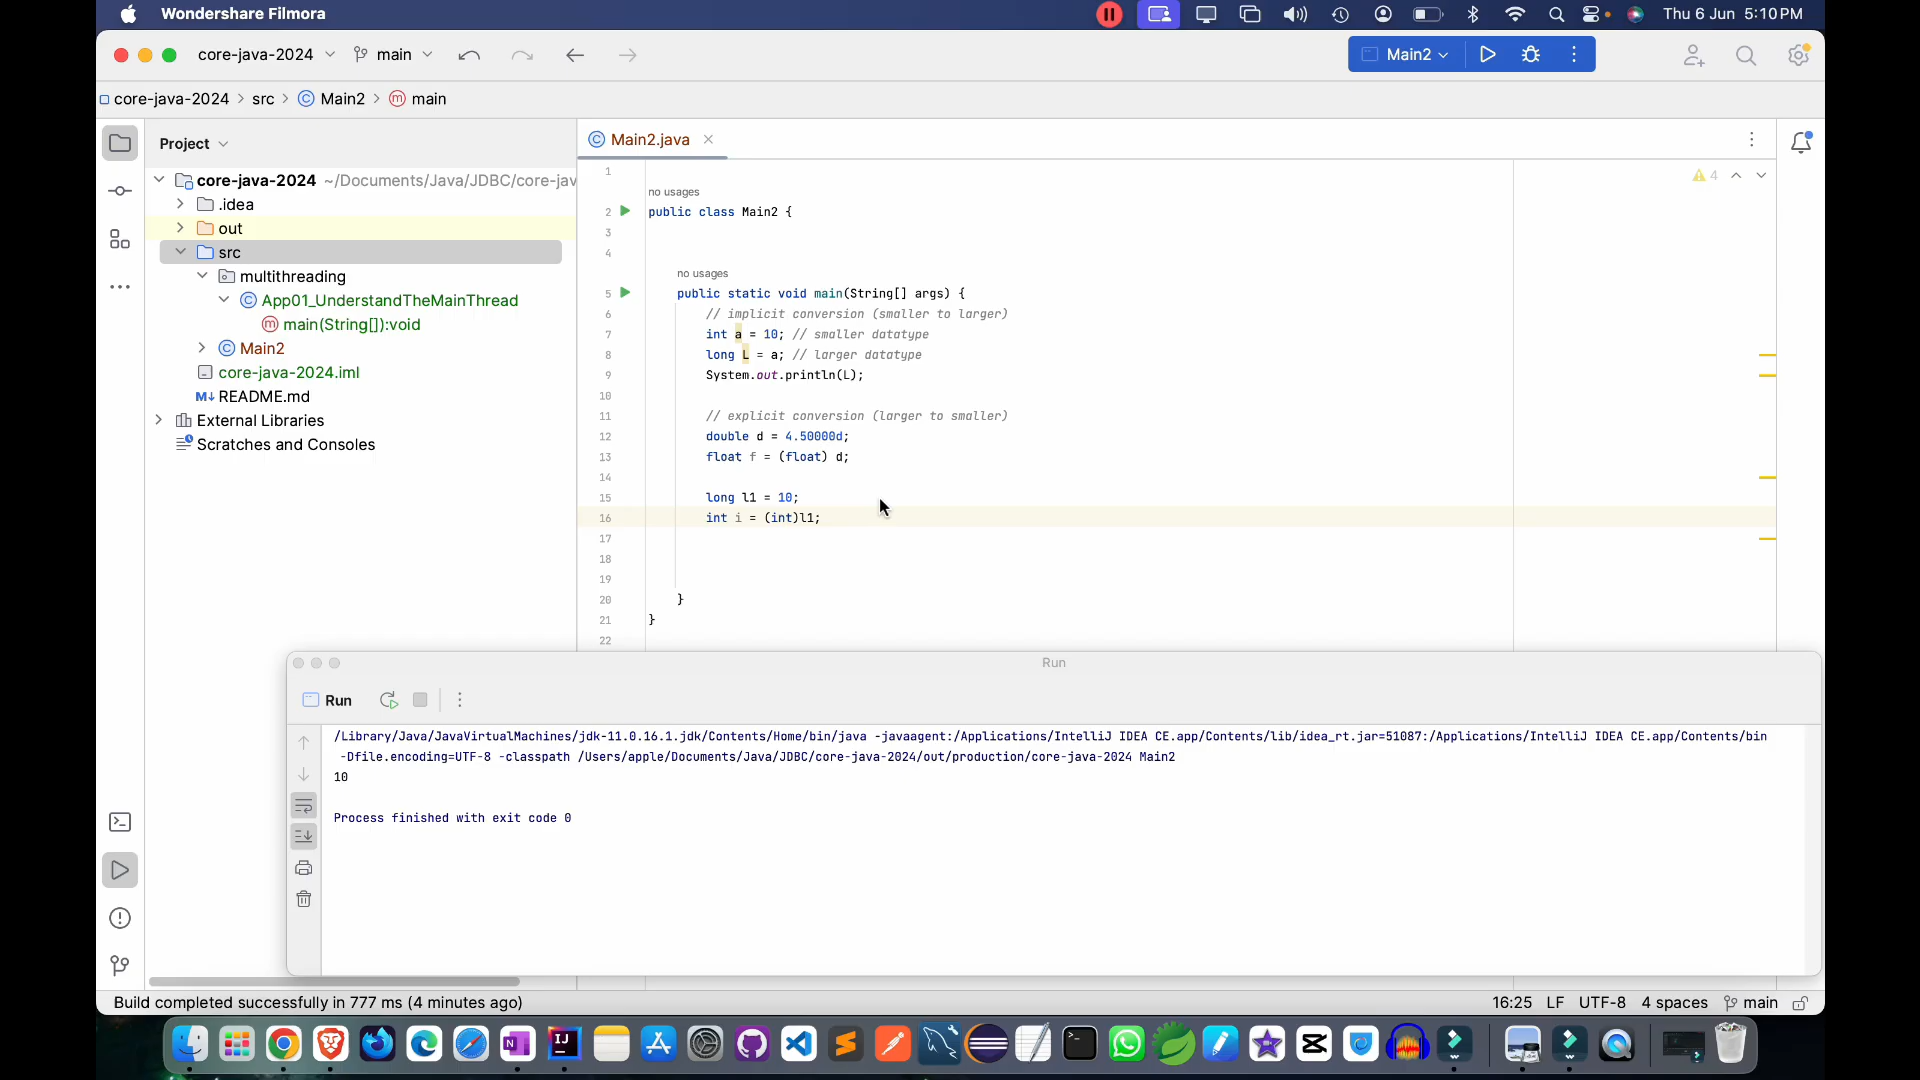 Wondershare Filmora
Thu 6 Jun 5:10 PM
core-java-2024
main
Main2
core-java-2024 > src > Main2 > main
Project
Main2.java
core-java-2024 ~/Documents/Java/JDBC/core-jav
.idea
out
src
multithreading
App01_UnderstandTheMainThread
main(String[]):void
Main2
core-java-2024.iml
README.md
External Libraries
Scratches and Consoles
4
1
no usages
2 public class Main2 {
3
4
no usages
5 public static void main(String[] args) {
6 // implicit conversion (smaller to larger)
7 int a = 10; // smaller datatype
8 long L = a; // larger datatype
9 System.out.println(L);
10
11 // explicit conversion (larger to smaller)
12 double d = 4.50000d;
13 float f = (float) d;
14
15 long l1 = 10;
16 int i = (int)l1;
17
18
19
20 }
21 }
22
Run
Run
/Library/Java/JavaVirtualMachines/jdk-11.0.16.1.jdk/Contents/Home/bin/java -javaagent:/Applications/IntelliJ IDEA CE.app/Contents/lib/idea_rt.jar=51087:/Applications/IntelliJ IDEA CE.app/Contents/bin
-Dfile.encoding=UTF-8 -classpath /Users/apple/Documents/Java/JDBC/core-java-2024/out/production/core-java-2024 Main2
10
Process finished with exit code 0
Build completed successfully in 777 ms (4 minutes ago)
16:25 LF UTF-8 4 spaces main